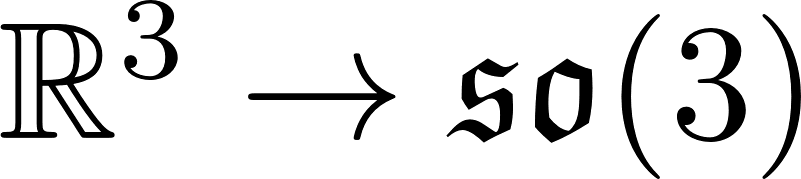 ℝ³ → 𝔰𝔬(3)